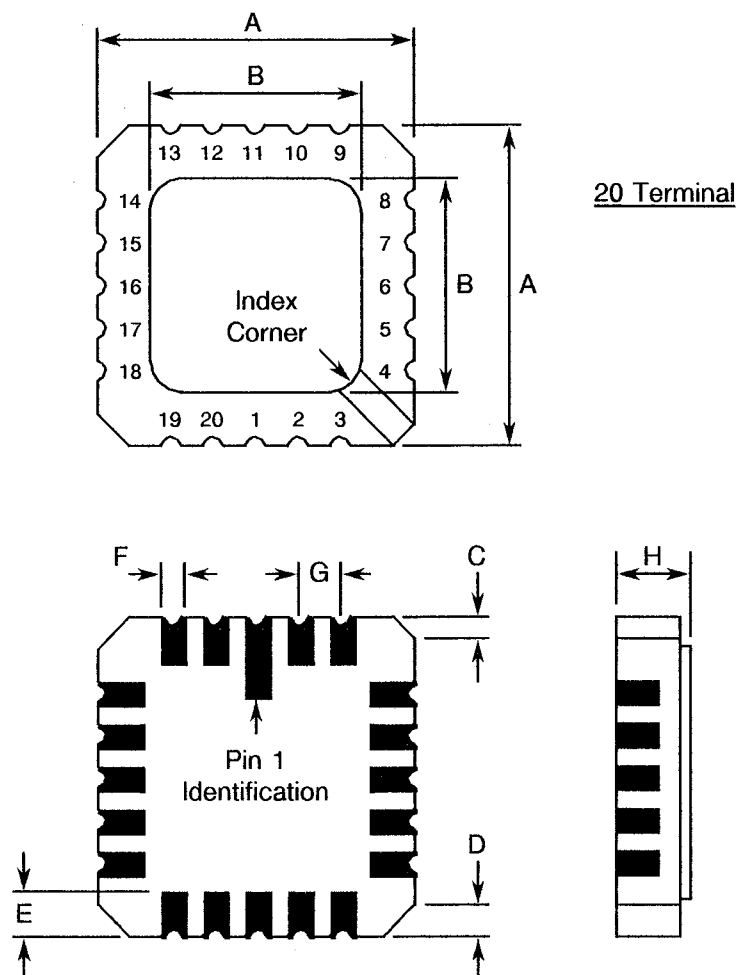 A
B
13 12 11 10 9
20 Terminal
14 8
15 7
16 6
17 5
18 4
B A
Index
Corner
19 20 1 2 3
F G C H
Pin 1
Identification
D
E